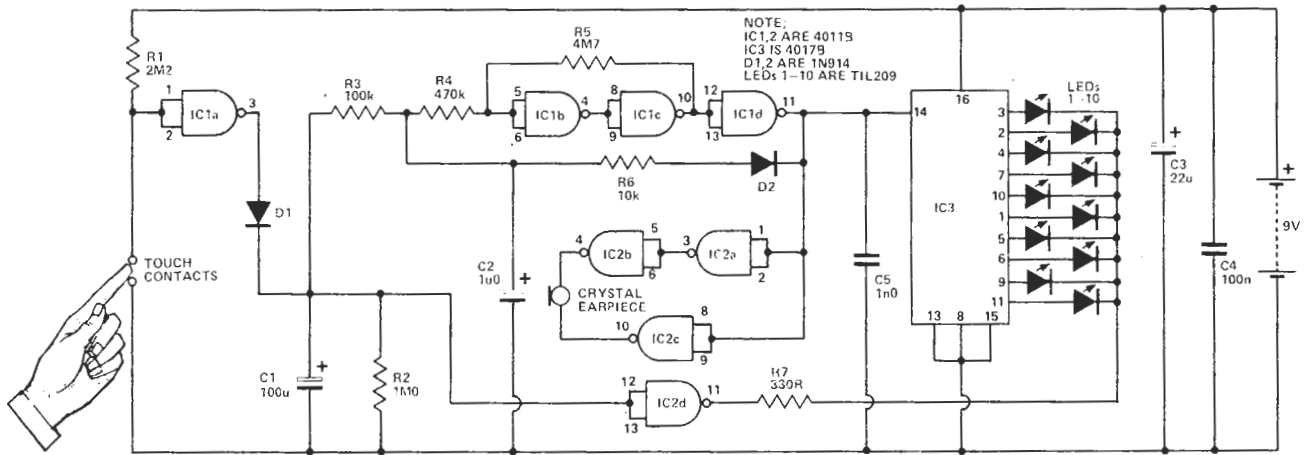 NOTE;
IC1,2 ARE 4011B
IC3 IS 4017B
D1,2 ARE 1N914
LEDs 1-10 ARE TIL209
R1
2M2
1
2
IC1a
3
D1
R3
100k
R4
470k
R5
4M7
5
6
IC1b
4
8
9
IC1c
10
12
13
IC1d
11
R6
10k
D2
TOUCH
CONTACTS
C2
1u0
+
4
IC2b
5
6
3
IC2a
1
2
CRYSTAL
EARPIECE
10
IC2c
8
9
C1
100u
+
R2
1M0
12
13
IC2d
11
R7
330R
C5
1n0
14
16
IC3
13
8
15
3
2
4
7
10
1
5
6
9
11
LEDs
1-10
+
C3
22u
C4
100n
+
9V